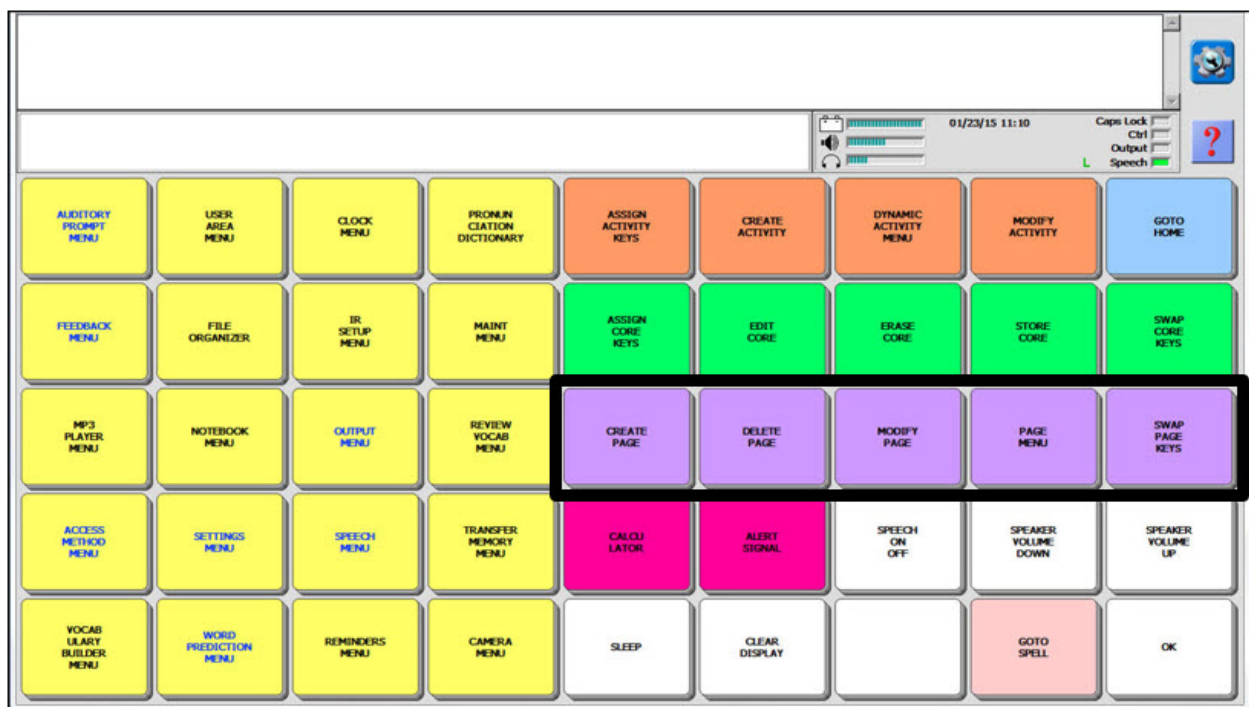 01/23/15 11:10
Caps Lock
Ctrl
Output
L Speech
?
AUDITORY
PROMPT
MENU
USER
AREA
MENU
CLOCK
MENU
PRONUN
CIATION
DICTIONARY
ASSIGN
ACTIVITY
KEYS
CREATE
ACTIVITY
DYNAMIC
ACTIVITY
MENU
MODIFY
ACTIVITY
GOTO
HOME
FEEDBACK
MENU
FILE
ORGANIZER
IR
SETUP
MENU
MAINT
MENU
ASSIGN
CORE
KEYS
EDIT
CORE
ERASE
CORE
STORE
CORE
SWAP
CORE
KEYS
MP3
PLAYER
MENU
NOTEBOOK
MENU
OUTPUT
MENU
REVIEW
VOCAB
MENU
CREATE
PAGE
DELETE
PAGE
MODIFY
PAGE
PAGE
MENU
SWAP
PAGE
KEYS
ACCESS
METHOD
MENU
SETTINGS
MENU
SPEECH
MENU
TRANSFER
MEMORY
MENU
CALCU
LATOR
ALERT
SIGNAL
SPEECH
ON
OFF
SPEAKER
VOLUME
DOWN
SPEAKER
VOLUME
UP
VOCAB
ULARY
BUILDER
MENU
WORD
PREDICTION
MENU
REMINDERS
MENU
CAMERA
MENU
SLEEP
CLEAR
DISPLAY
GOTO
SPELL
OK